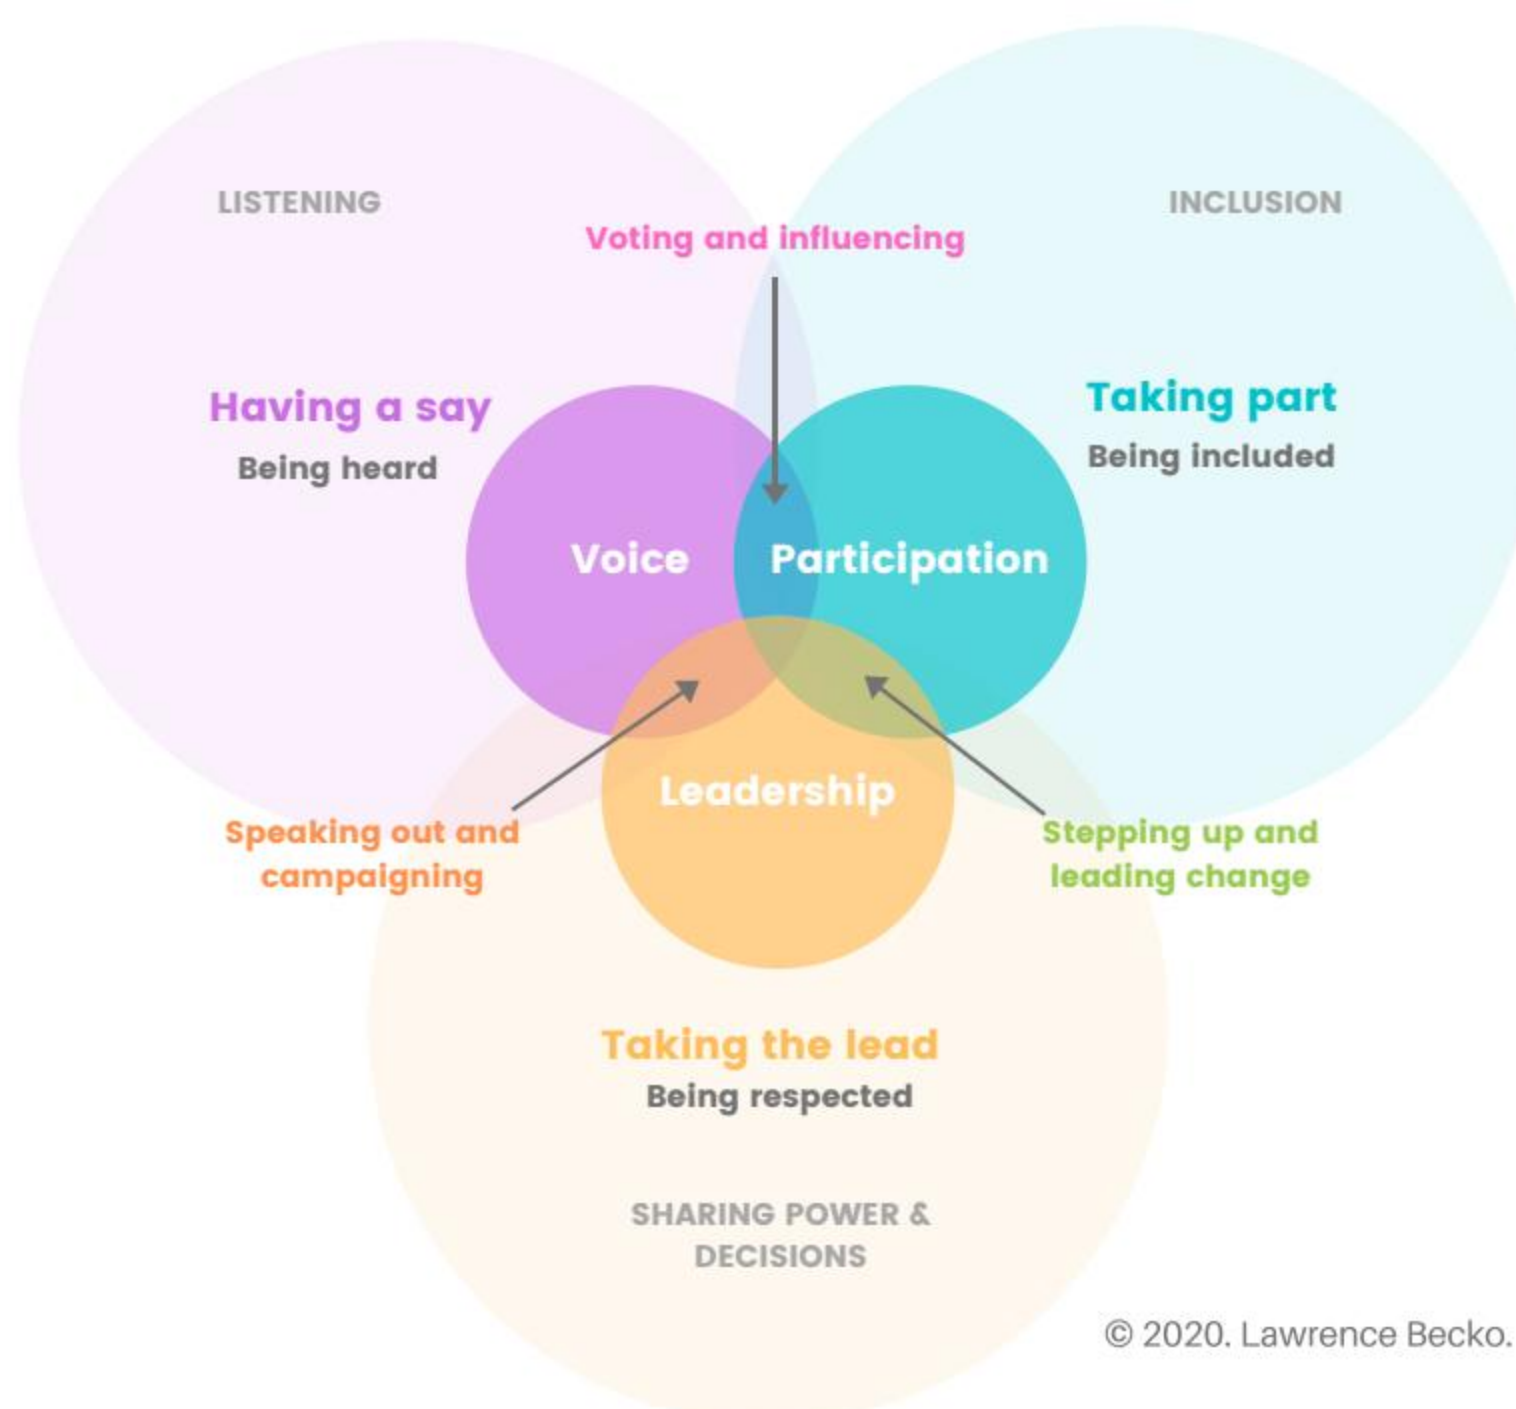 LISTENING
INCLUSION
Voting and influencing
Having a say
Being heard
Taking part
Being included
Voice
Participation
Leadership
Speaking out and
campaigning
Stepping up and
leading change
Taking the lead
Being respected
SHARING POWER &
DECISIONS
© 2020. Lawrence Becko.